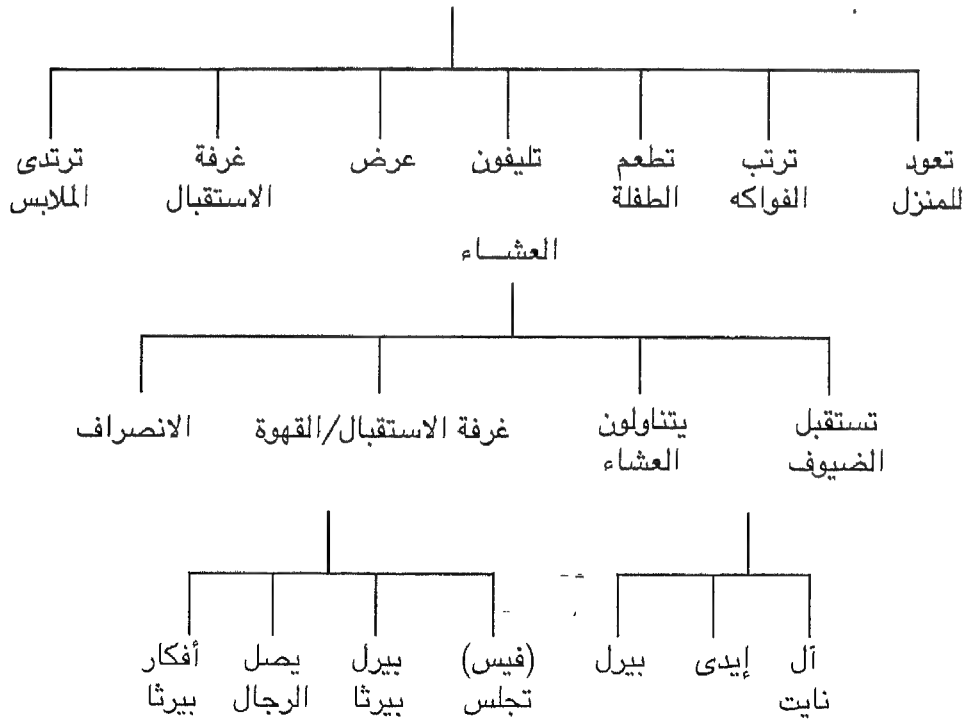 تعود ترتب تطعم تليفون عرض غرفة ترتدى
للمنزل الفواكه الطفلة الاستقبال الملابس
العشاء
تستقبل يتناولون غرفة الاستقبال/القهوة الانصراف
الضيوف العشاء
آل إيدى بيرل (فيس) بيرل يصل أفكار
نايت تجلس بيرثا الرجال بيرثا